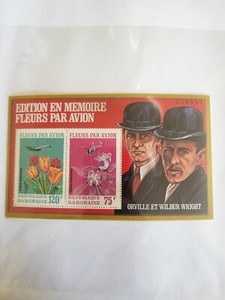 EDITION EN MEMOIRE
FLEURS PAR AVION
FLEURS PAR AVION
REPUBLIQUE
GABONAISE
120F
FLEURS PAR AVION
REPUBLIQUE
GABONAISE
75F
ORVILLE ET WILBUR WRIGHT